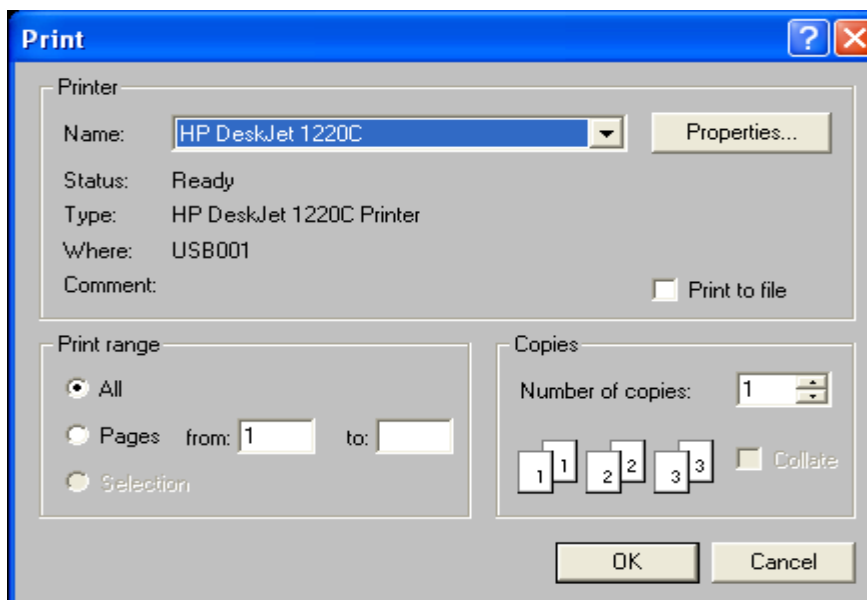 Print
Printer
Name: HP DeskJet 1220C Properties...
Status: Ready
Type: HP DeskJet 1220C Printer
Where: USB001
Comment:
Print to file
Print range
All
Pages from: 1 to:
Selection
Copies
Number of copies: 1
1 1 2 2 3 3
Collate
OK Cancel